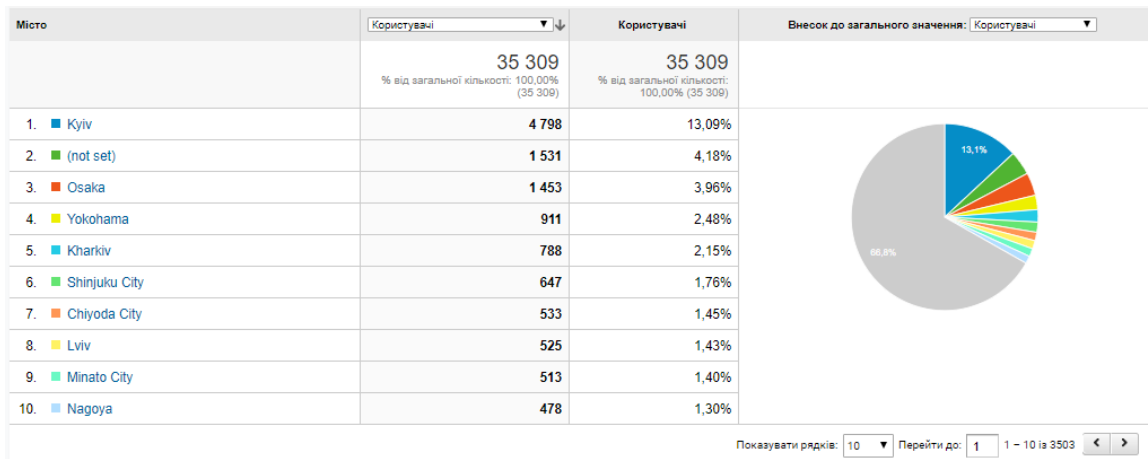 Місто Користувачі Користувачі Внесок до загального значення: Користувачі
35 309 35 309
% від загальної кількості: 100,00% (35 309) % від загальної кількості: 100,00% (35 309)
1. Kyiv 4 798 13,09%
2. (not set) 1 531 4,18%
3. Osaka 1 453 3,96%
4. Yokohama 911 2,48%
5. Kharkiv 788 2,15%
6. Shinjuku City 647 1,76%
7. Chiyoda City 533 1,45%
8. Lviv 525 1,43%
9. Minato City 513 1,40%
10. Nagoya 478 1,30%
13,1%
66,8%
Показувати рядків: 10 Перейти до: 1 1 – 10 із 3503